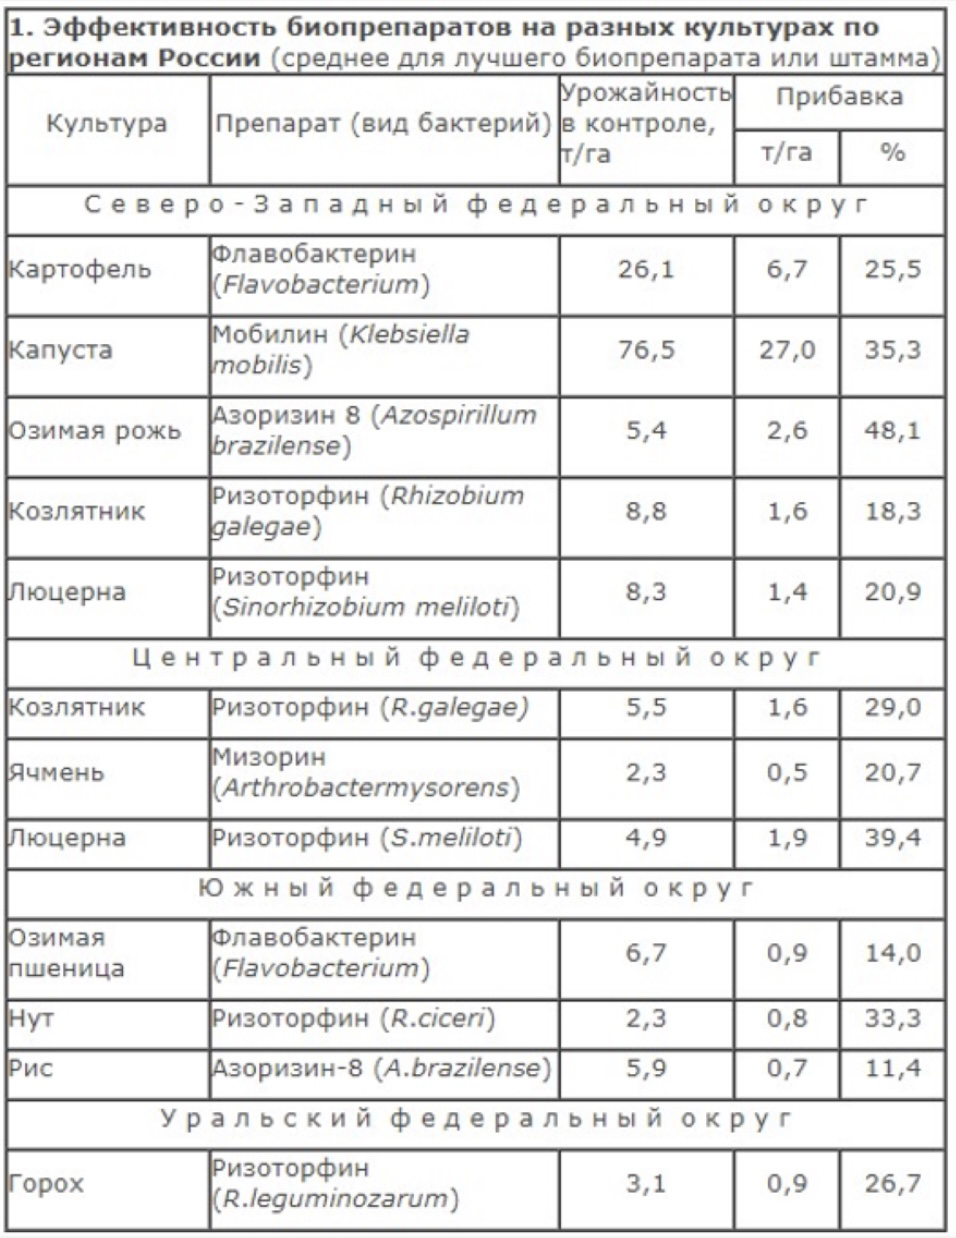 1. Эффективность биопрепаратов на разных культурах по
регионам России (среднее для лучшего биопрепарата или штамма)
Культура
Препарат (вид бактерий)
Урожайность
в контроле,
т/га
Прибавка
т/га
%
Северо-Западный федеральный округ
Картофель
Флавобактерин
(Flavobacterium)
26,1
6,7
25,5
Капуста
Мобилин (Klebsiella
mobilis)
76,5
27,0
35,3
Озимая рожь
Азоризин 8 (Azospirillum
brazilense)
5,4
2,6
48,1
Козлятник
Ризоторфин (Rhizobium
galegae)
8,8
1,6
18,3
Люцерна
Ризоторфин
(Sinorhizobium meliloti)
8,3
1,4
20,9
Центральный федеральный округ
Козлятник
Ризоторфин (R.galegae)
5,5
1,6
29,0
Ячмень
Мизорин
(Arthrobactermysorens)
2,3
0,5
20,7
Люцерна
Ризоторфин (S.meliloti)
4,9
1,9
39,4
Южный федеральный округ
Озимая
пшеница
Флавобактерин
(Flavobacterium)
6,7
0,9
14,0
Нут
Ризоторфин (R.ciceri)
2,3
0,8
33,3
Рис
Азоризин-8 (A.brazilense)
5,9
0,7
11,4
Уральский федеральный округ
Горох
Ризоторфин
(R.leguminozarum)
3,1
0,9
26,7